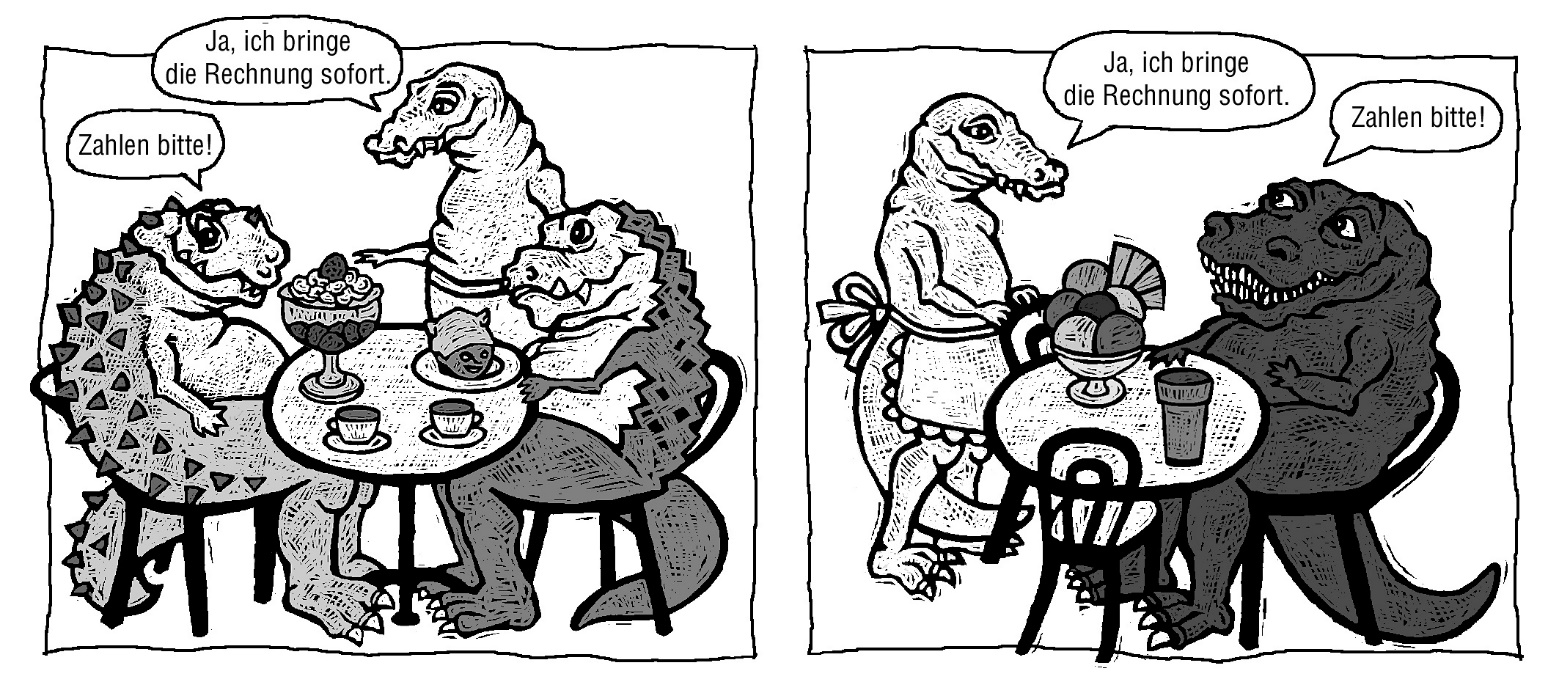 Ja, ich bringe
die Rechnung sofort.
Zahlen bitte!
Ja, ich bringe
die Rechnung sofort.
Zahlen bitte!